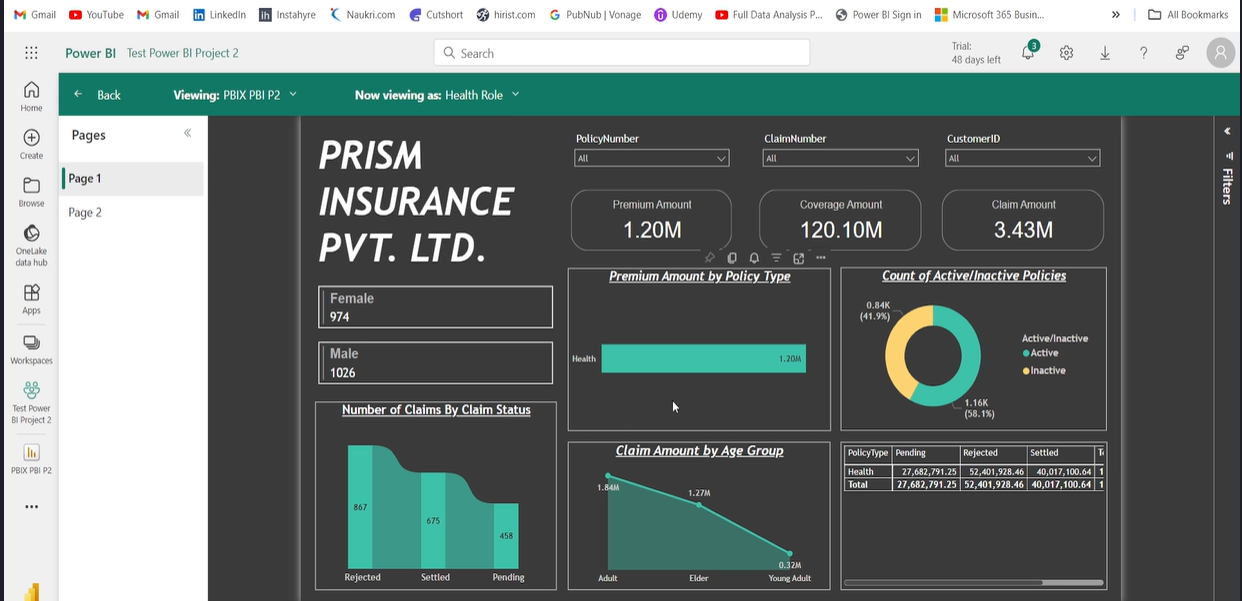 Gmail YouTube Gmail LinkedIn Instahyre Naukri.com Cutshort hirist.com PubNub | Vonage Udemy Full Data Analysis P... Power BI Sign in Microsoft 365 Busin... » All Bookmarks
Power BI Test Power BI Project 2
Search
Trial:
48 days left
3
Back
Viewing: PBIX PBI P2
Now viewing as: Health Role
Home
Create
Browse
OneLake
data hub
Apps
Workspaces
Test Power
BI Project 2
PBIX PBI P2
Pages
Page 1
Page 2
PRISM
INSURANCE
PVT. LTD.
PolicyNumber
All
ClaimNumber
All
CustomerID
All
Premium Amount
1.20M
Coverage Amount
120.10M
Claim Amount
3.43M
Female
974
Male
1026
Premium Amount by Policy Type
Health
1.20M
Count of Active/Inactive Policies
0.84K
(41.9%)
1.16K
(58.1%)
Active/Inactive
Active
Inactive
Number of Claims By Claim Status
867
675
458
Rejected Settled Pending
Claim Amount by Age Group
1.84M
1.27M
0.32M
Adult Elder Young Adult
PolicyType Pending Rejected Settled
Health 27,682,791.25 52,401,928.46 40,017,100.64 1
Total 27,682,791.25 52,401,928.46 40,017,100.64 1
Filters